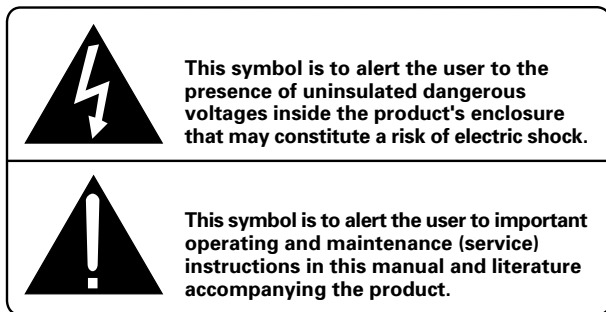 This symbol is to alert the user to the
presence of uninsulated dangerous
voltages inside the product's enclosure
that may constitute a risk of electric shock.
This symbol is to alert the user to important
operating and maintenance (service)
instructions in this manual and literature
accompanying the product.